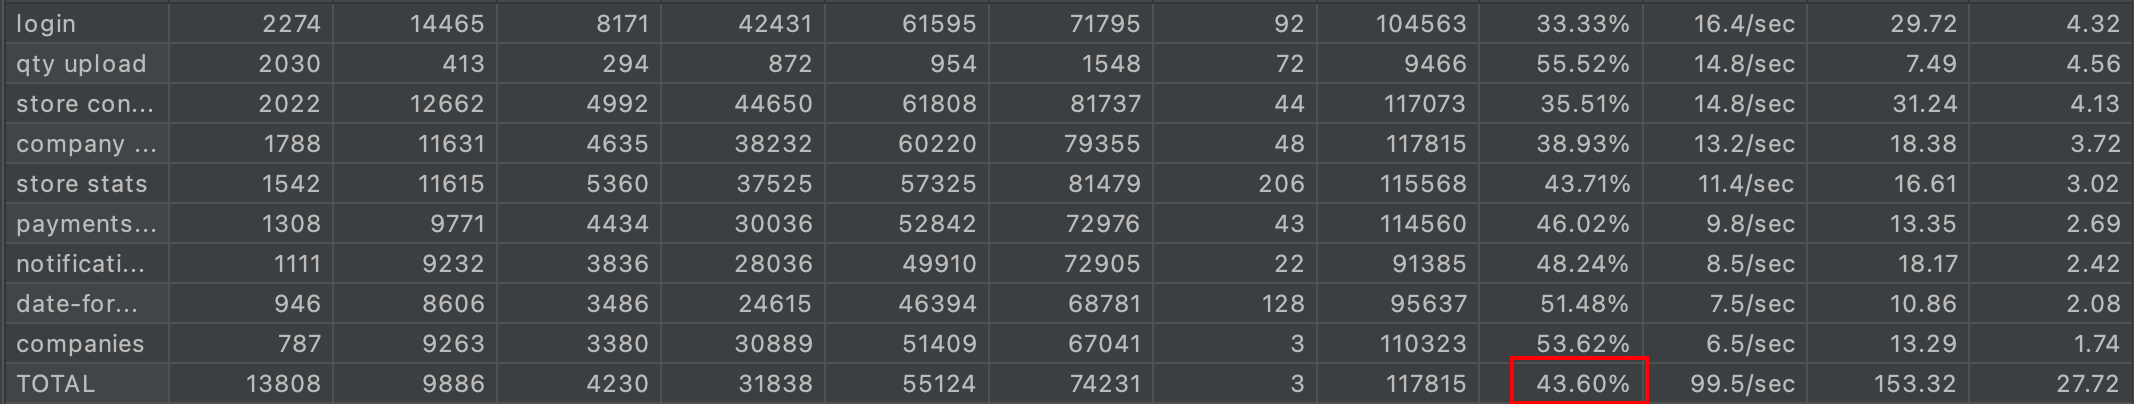 login 2274 14465 8171 42431 61595 71795 92 104563 33.33% 16.4/sec 29.72 4.32
qty upload 2030 413 294 872 954 1548 72 9466 55.52% 14.8/sec 7.49 4.56
store con... 2022 12662 4992 44650 61808 81737 44 117073 35.51% 14.8/sec 31.24 4.13
company ... 1788 11631 4635 38232 60220 79355 48 117815 38.93% 13.2/sec 18.38 3.72
store stats 1542 11615 5360 37525 57325 81479 206 115568 43.71% 11.4/sec 16.61 3.02
payments... 1308 9771 4434 30036 52842 72976 43 114560 46.02% 9.8/sec 13.35 2.69
notificati... 1111 9232 3836 28036 49910 72905 22 91385 48.24% 8.5/sec 18.17 2.42
date-for... 946 8606 3486 24615 46394 68781 128 95637 51.48% 7.5/sec 10.86 2.08
companies 787 9263 3380 30889 51409 67041 3 110323 53.62% 6.5/sec 13.29 1.74
TOTAL 13808 9886 4230 31838 55124 74231 3 117815 43.60% 99.5/sec 153.32 27.72